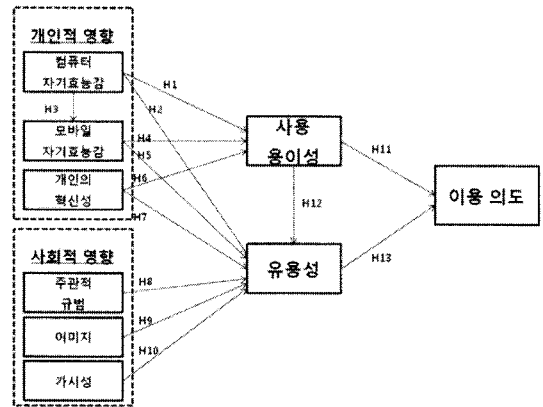 개인적 영향
컴퓨터
자기효능감
H1
H2
H3
모바일
자기효능감
H4
H5
개인의
혁신성
H6
H7
사용
용이성
H11
H12
이용 의도
사회적 영향
주관적
규범
H8
유용성
H13
이미지
H9
H10
가시성